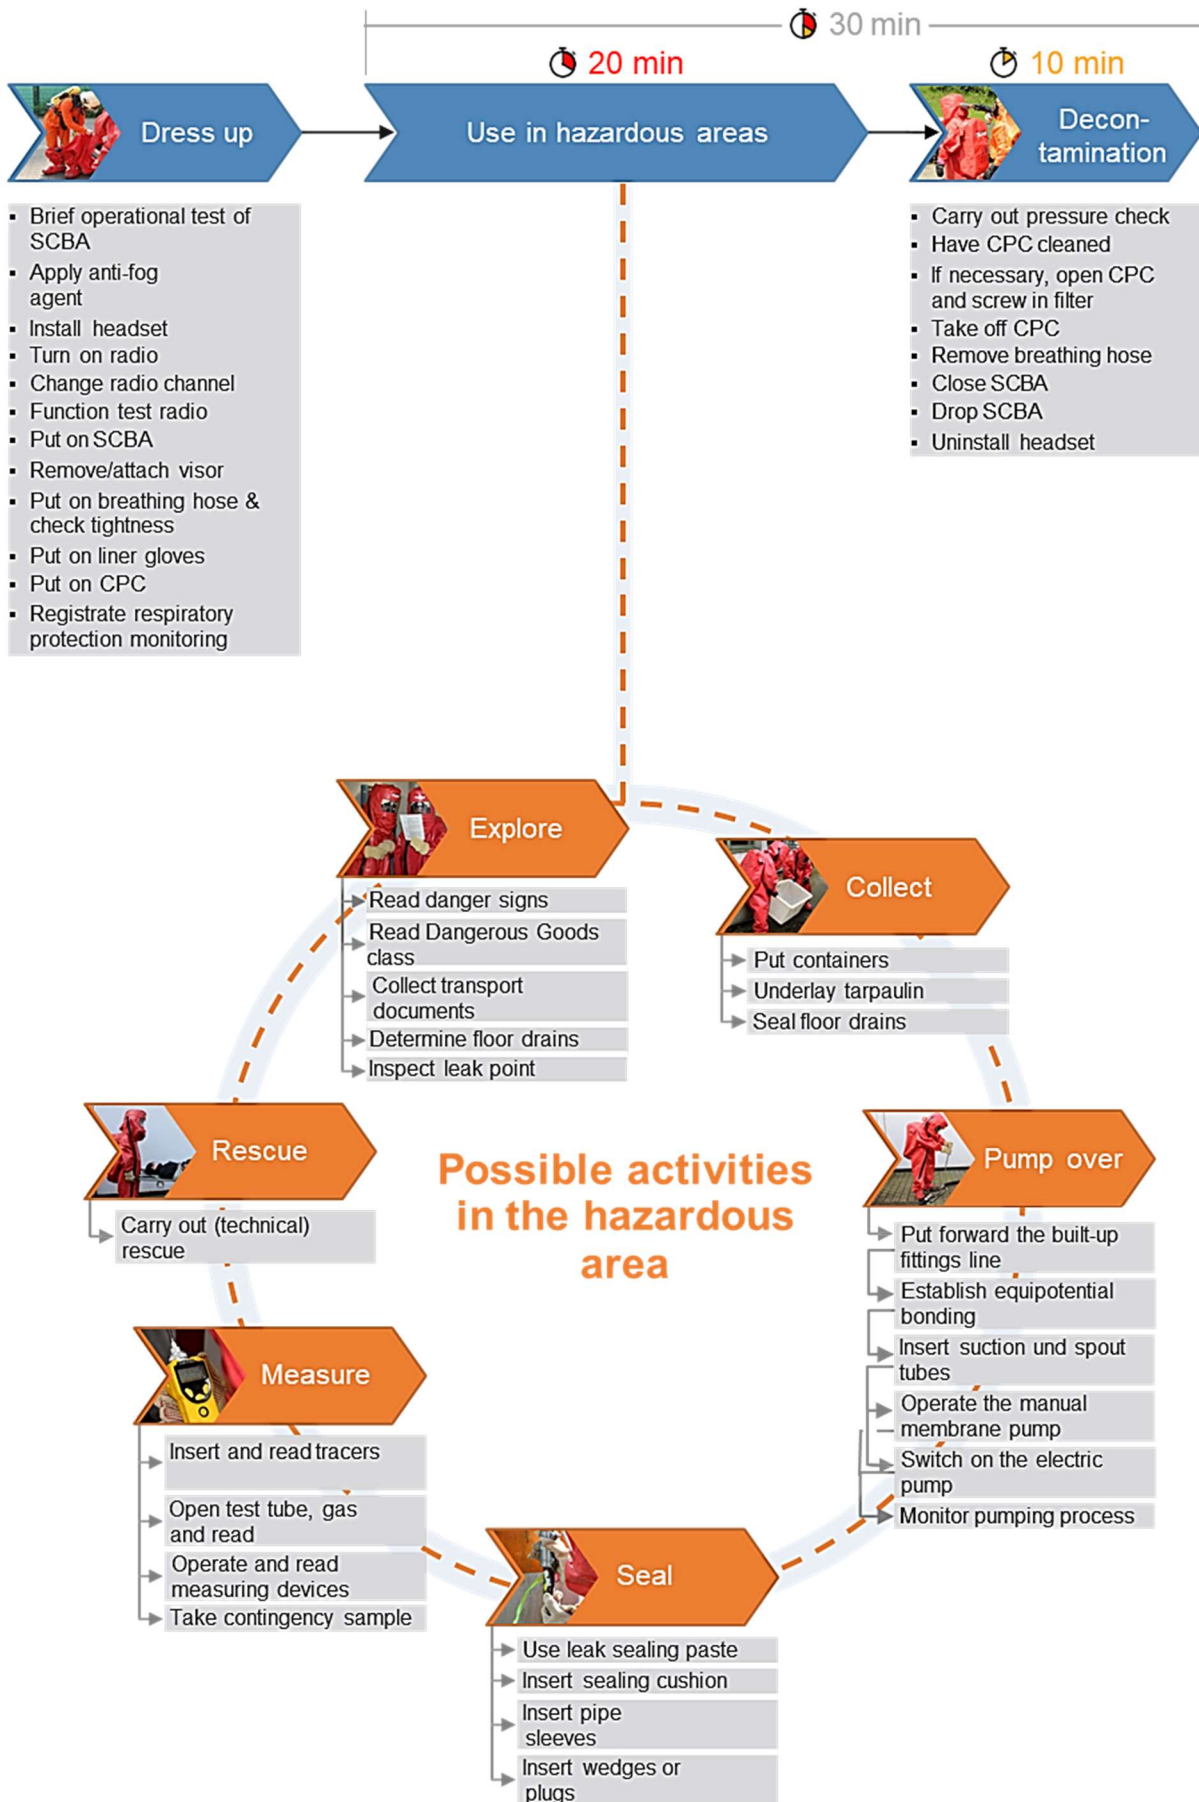 30 min
20 min
10 min
Dress up
Use in hazardous areas
Decon-
tamination
▪ Brief operational test of
SCBA
▪ Apply anti-fog
agent
▪ Install headset
▪ Turn on radio
▪ Change radio channel
▪ Function test radio
▪ Put on SCBA
▪ Remove/attach visor
▪ Put on breathing hose &
check tightness
▪ Put on liner gloves
▪ Put on CPC
▪ Registrate respiratory
protection monitoring
▪ Carry out pressure check
▪ Have CPC cleaned
▪ If necessary, open CPC
and screw in filter
▪ Take off CPC
▪ Remove breathing hose
▪ Close SCBA
▪ Drop SCBA
▪ Uninstall headset
Explore
Read danger signs
Read Dangerous Goods
class
Collect transport
documents
Determine floor drains
Inspect leak point
Collect
Put containers
Underlay tarpaulin
Seal floor drains
Rescue
Carry out (technical)
rescue
Possible activities
in the hazardous
area
Pump over
Put forward the built-up
fittings line
Establish equipotential
bonding
Insert suction und spout
tubes
Operate the manual
membrane pump
Switch on the electric
pump
Monitor pumping process
Measure
Insert and read tracers
Open test tube, gas
and read
Operate and read
measuring devices
Take contingency sample
Seal
Use leak sealing paste
Insert sealing cushion
Insert pipe
sleeves
Insert wedges or
plugs